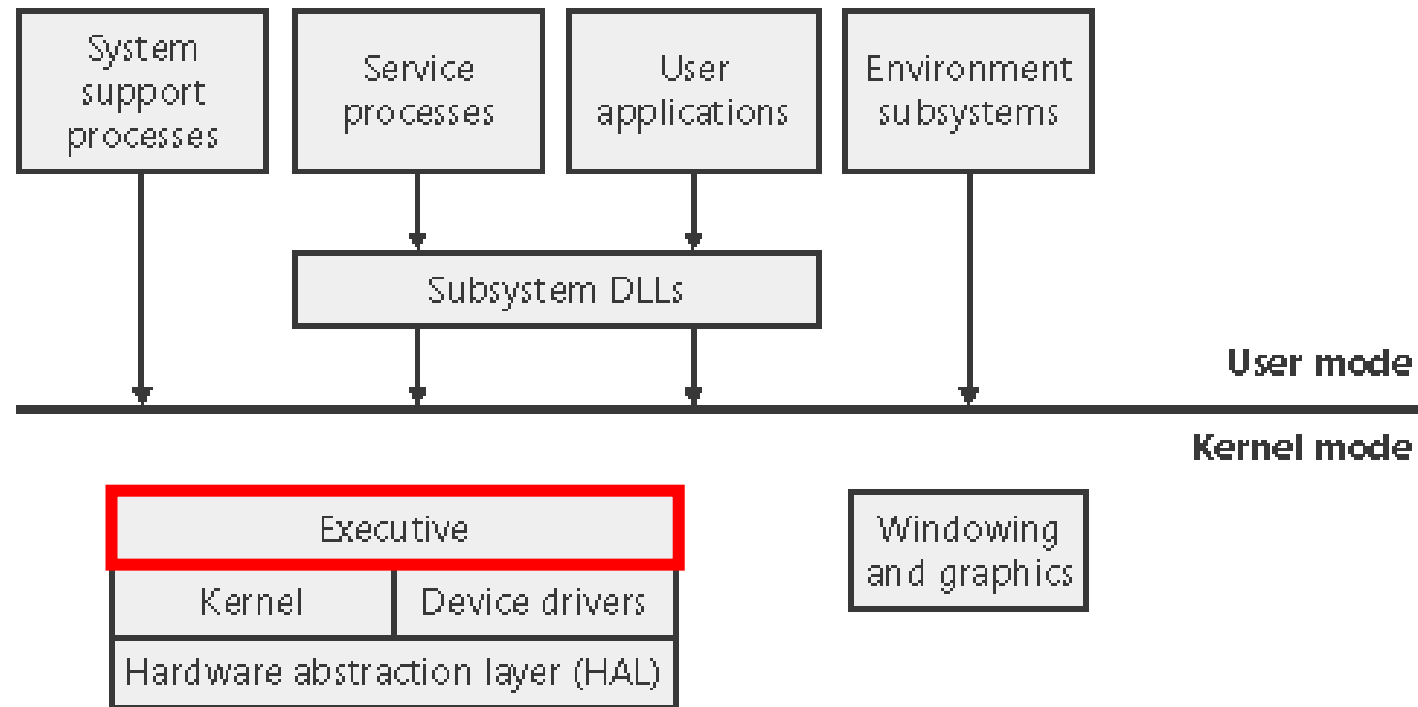 System
support
processes
Service
processes
User
applications
Environment
subsystems
Subsystem DLLs
User mode
Kernel mode
Executive
Windowing
and graphics
Kernel
Device drivers
Hardware abstraction layer (HAL)